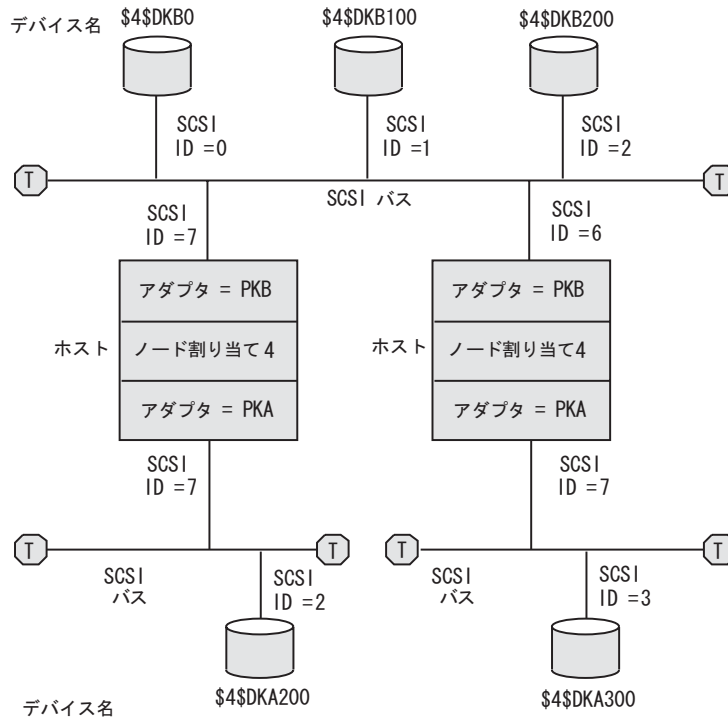 デバイス名
$4$DKB0
$4$DKB100
$4$DKB200
SCSI
ID =0
SCSI
ID =1
SCSI
ID =2
T
T
SCSI バス
SCSI
ID =7
SCSI
ID =6
アダプタ = PKB
アダプタ = PKB
ホスト
ノード割り当て 4
ホスト
ノード割り当て4
アダプタ = PKA
アダプタ = PKA
SCSI
ID =7
SCSI
ID =7
T
T
T
T
SCSI
バス
SCSI
ID =2
SCSI
バス
SCSI
ID =3
$4$DKA200
$4$DKA300
デバイス名